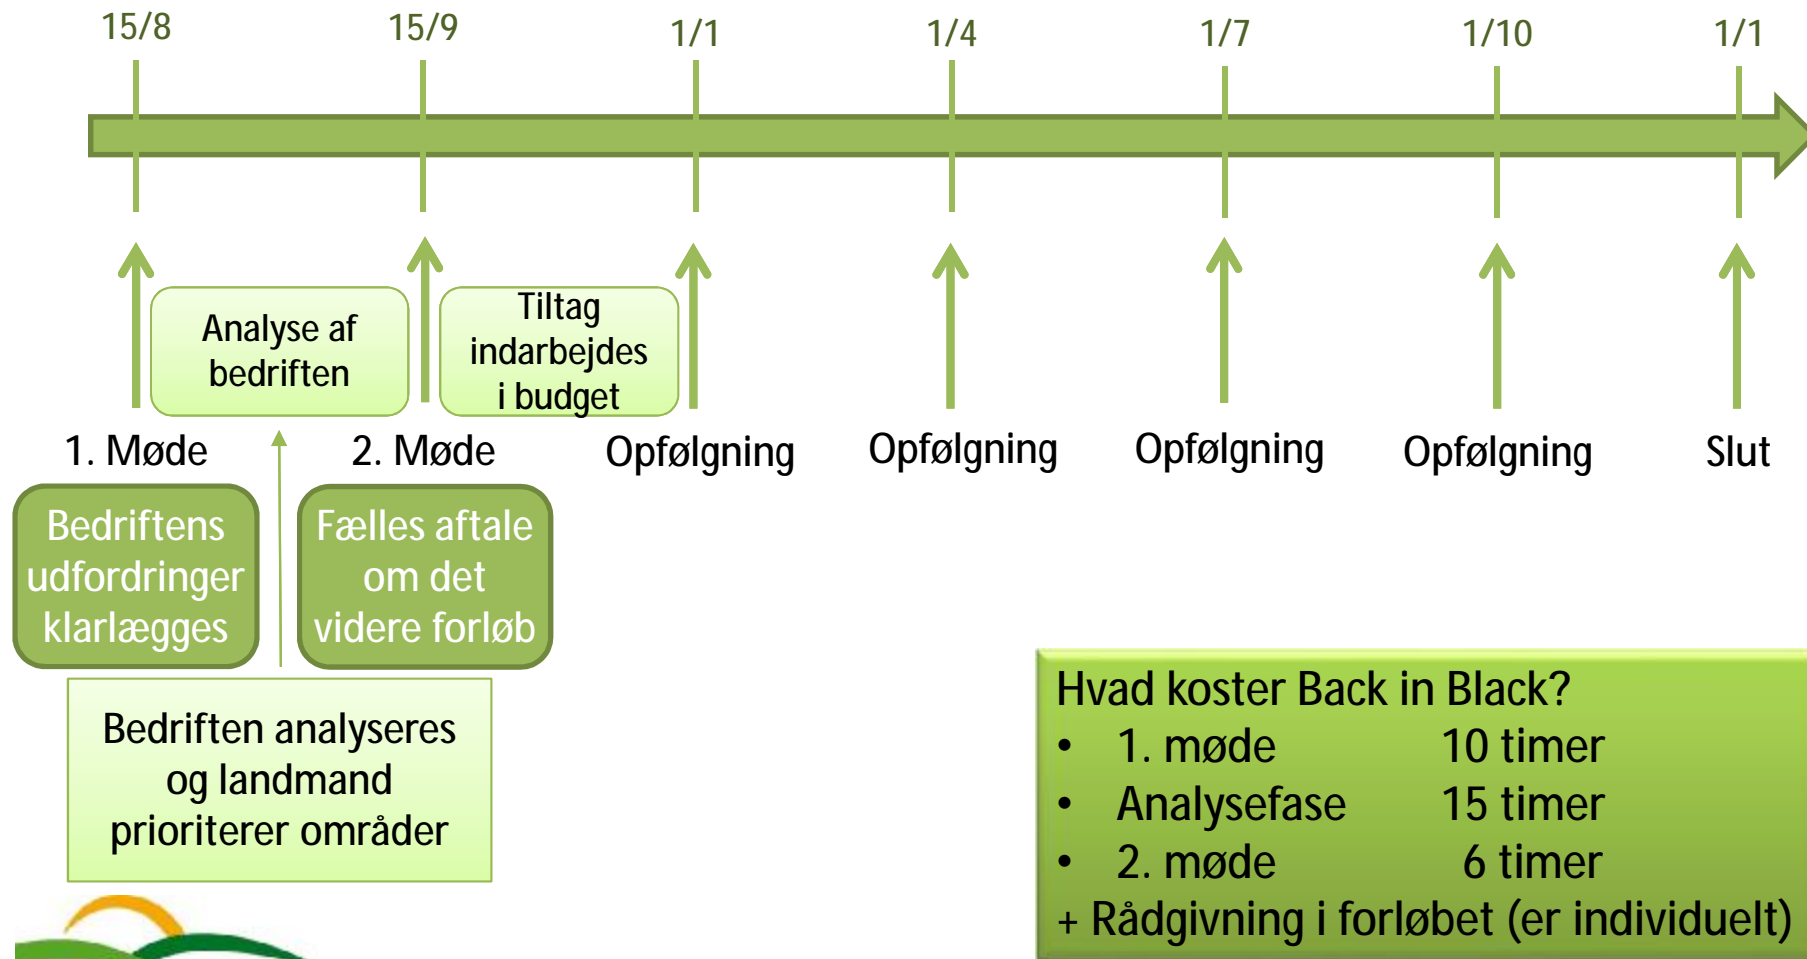 15/8 15/9 1/1 1/4 1/7 1/10 1/1
Analyse af
bedriften
Tiltag
indarbejdes
i budget
1. Møde 2. Møde Opfølgning Opfølgning Opfølgning Opfølgning Slut
Bedriftens
udfordringer
klarlægges
Fælles aftale
om det
videre forløb
Bedriften analyseres
og landmand
prioriterer områder
Hvad koster Back in Black?
• 1. møde 10 timer
• Analysefase 15 timer
• 2. møde 6 timer
+ Rådgivning i forløbet (er individuelt)